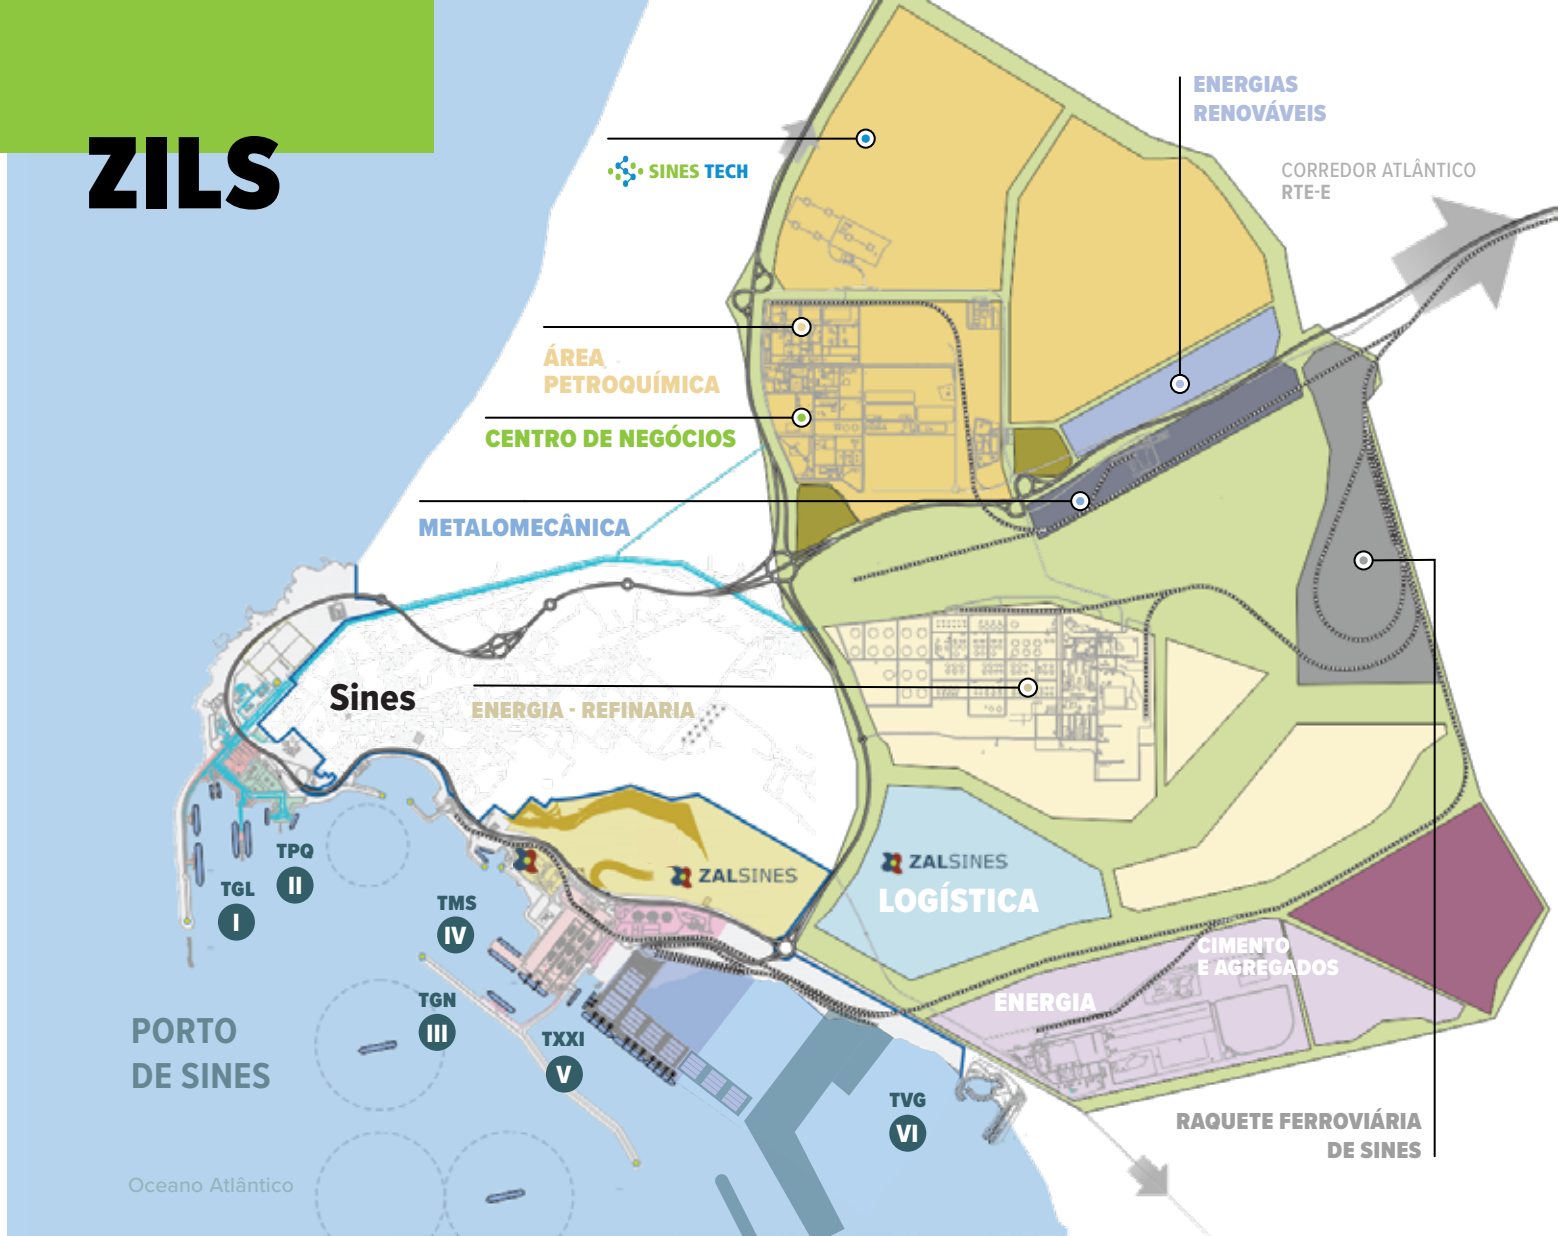 ZILS
ENERGIAS
RENOVÁVEIS
SINES TECH
CORREDOR ATLÂNTICO
RTE-E
ÁREA
PETROQUÍMICA
CENTRO DE NEGÓCIOS
METALOMECÂNICA
Sines
ENERGIA - REFINARIA
TPQ
II
TGL
I
ZALSINES
ZALSINES
LOGÍSTICA
TMS
IV
CIMENTO
E AGREGADOS
ENERGIA
TGN
III
PORTO
DE SINES
TXXI
V
TVG
VI
RAQUETE FERROVIÁRIA
DE SINES
Oceano Atlântico